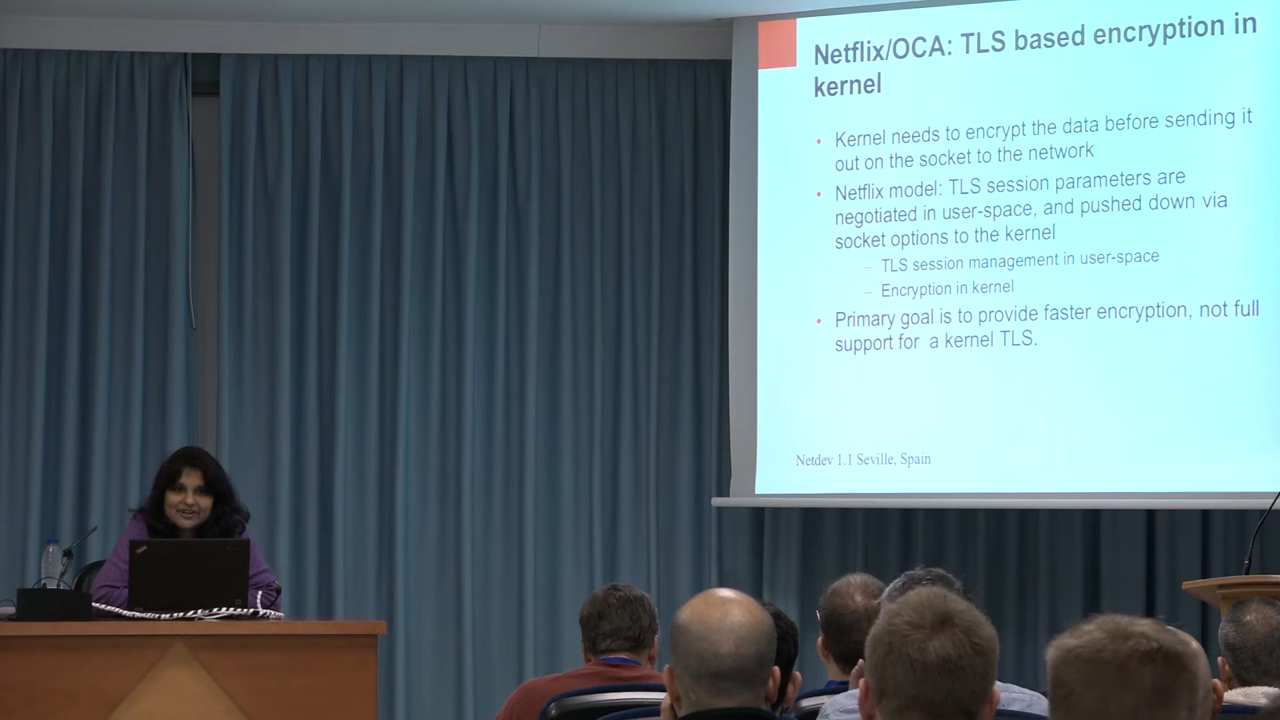 Netflix/OCA: TLS based encryption in
kernel
• Kernel needs to encrypt the data before sending it
out on the socket to the network
• Netflix model: TLS session parameters are
negotiated in user-space, and pushed down via
socket options to the kernel
– TLS session management in user-space
– Encryption in kernel
• Primary goal is to provide faster encryption, not full
support for a kernel TLS.
Netdev 1.1 Seville, Spain